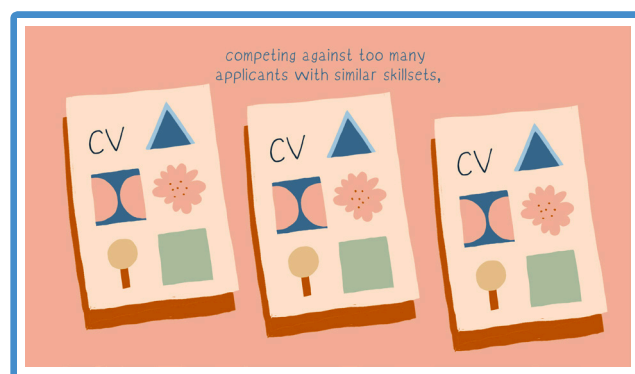 competing against too many
applicants with similar skillsets,
CV
CV
CV